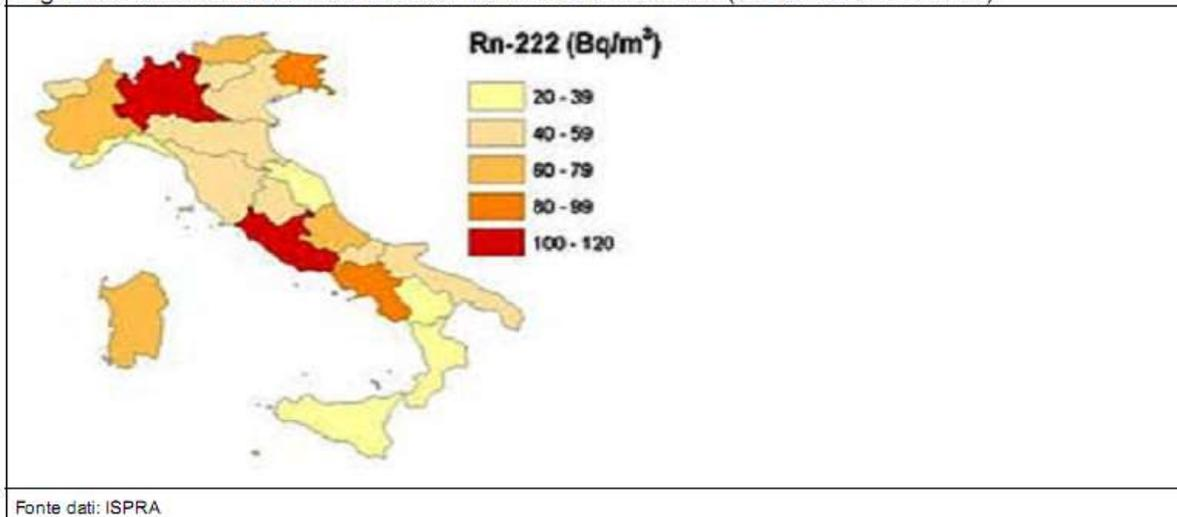 Rn-222 (Bq/m³)
20 - 39
40 - 59
60 - 79
80 - 99
100 - 120
Fonte dati: ISPRA